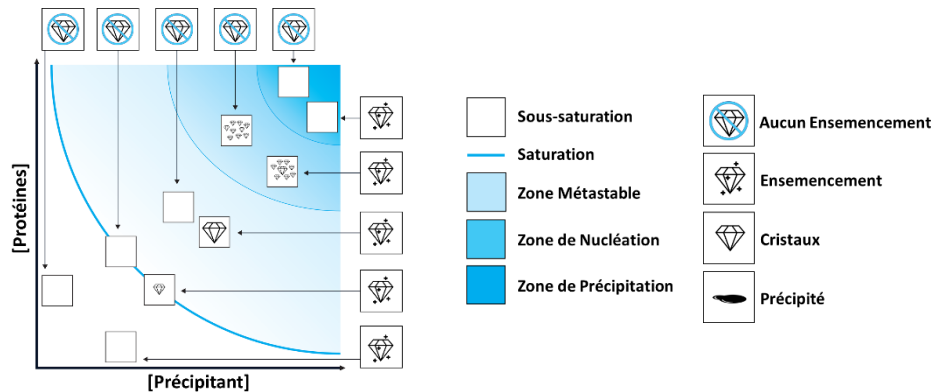 [Protéines]
[Précipitant]
Sous-saturation
Saturation
Zone Métastable
Zone de Nucléation
Zone de Précipitation
Aucun Ensemencement
Ensemencement
Cristaux
Précipité